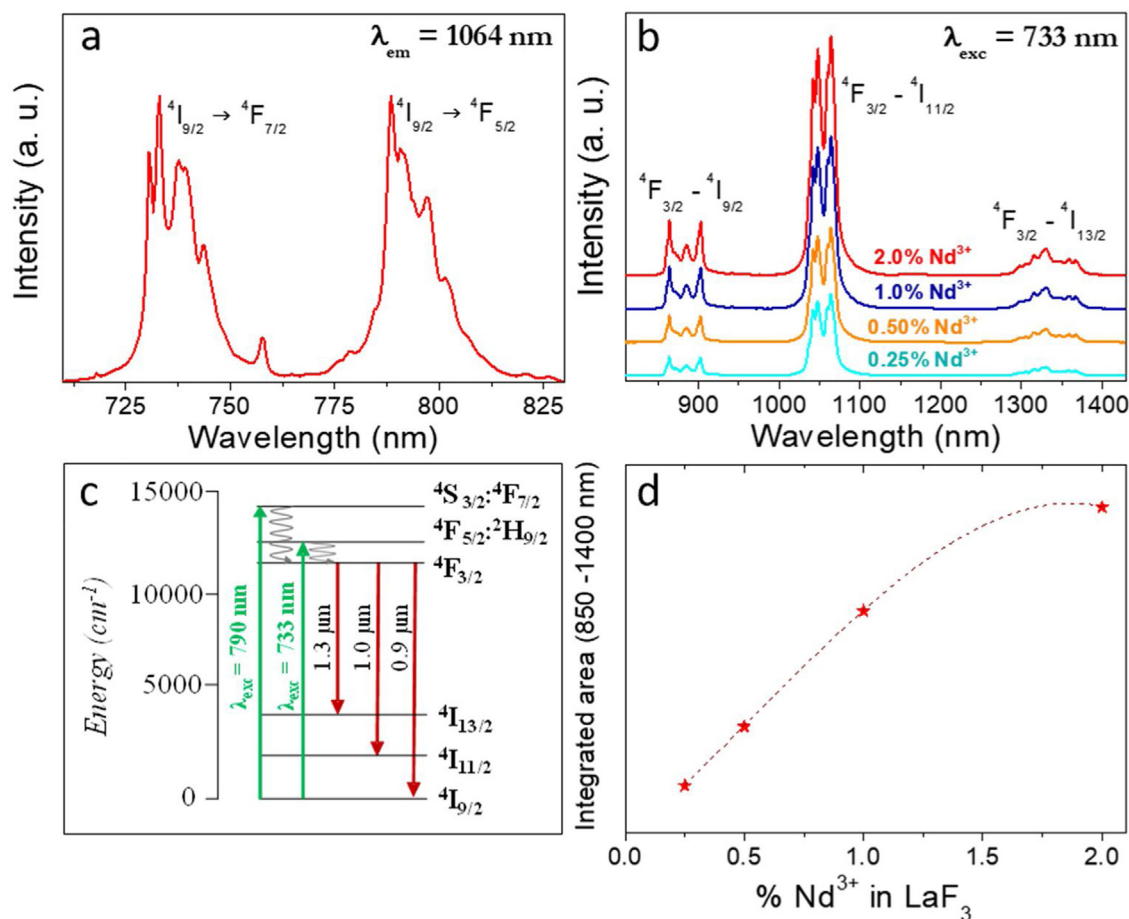 a
λem = 1064 nm
⁴I9/2 → ⁴F7/2
⁴I9/2 → ⁴F5/2
Intensity (a. u.)
725 750 775 800 825
Wavelength (nm)
b
λexc = 733 nm
⁴F3/2 - ⁴I11/2
⁴F3/2 - ⁴I9/2
⁴F3/2 - ⁴I13/2
2.0% Nd³⁺
1.0% Nd³⁺
0.50% Nd³⁺
0.25% Nd³⁺
Intensity (a. u.)
900 1000 1100 1200 1300 1400
Wavelength (nm)
c
15000
10000
5000
0
Energy (cm⁻¹)
⁴S3/2:⁴F7/2
⁴F5/2:²H9/2
⁴F3/2
λexc = 790 nm
λexc = 733 nm
1.3 µm
1.0 µm
0.9 µm
⁴I13/2
⁴I11/2
⁴I9/2
d
Integrated area (850 -1400 nm)
0.0 0.5 1.0 1.5 2.0
% Nd³⁺ in LaF3